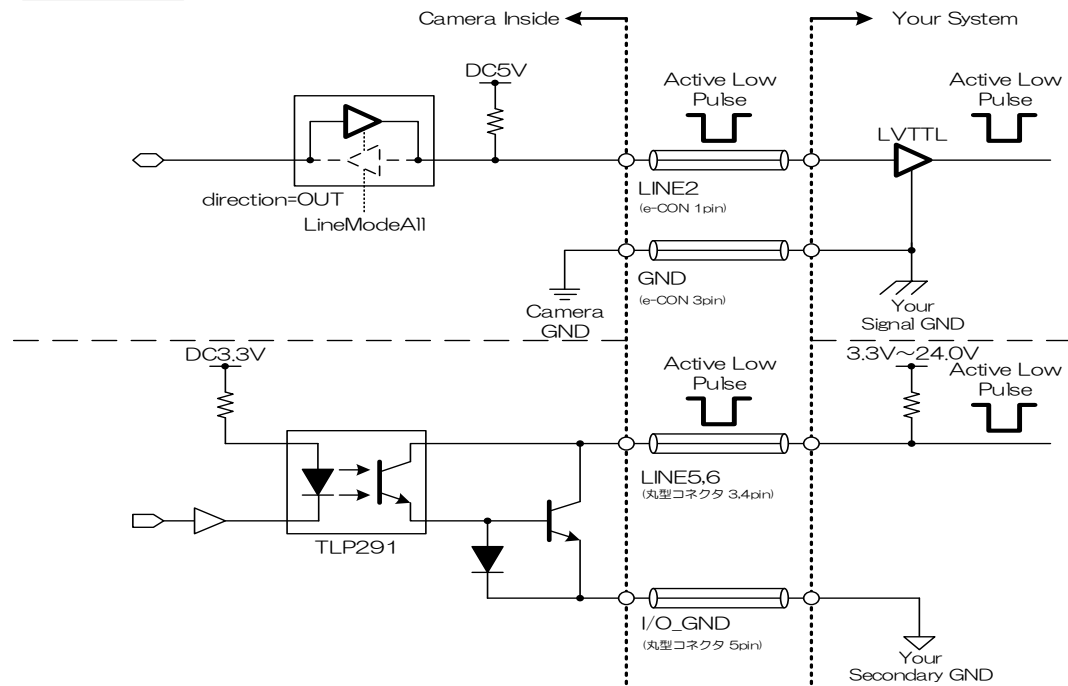 Camera Inside
Your System
DC5V
Active Low
Pulse
Active Low
Pulse
LVTTL
direction=OUT
LineModeAll
LINE2
(e-CON 1pin)
GND
(e-CON 3pin)
Camera
GND
Your
Signal GND
DC3.3V
Active Low
Pulse
3.3V~24.0V
Active Low
Pulse
LINE5,6
(丸型コネクタ 3,4pin)
TLP291
I/O_GND
(丸型コネクタ 5pin)
Your
Secondary GND